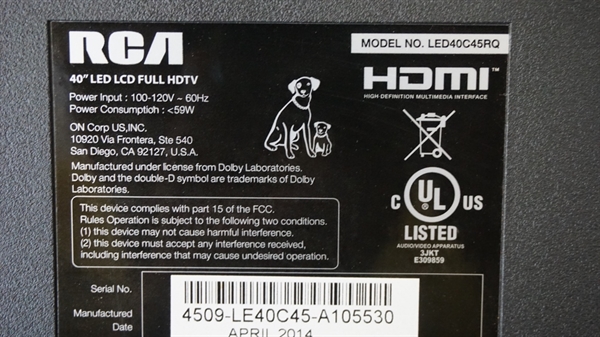 RCA
MODEL NO. LED40C45RQ
40" LED LCD FULL HDTV
HDMI™
HIGH DEFINITION MULTIMEDIA INTERFACE
Power Input : 100-120V ~ 60Hz
Power Consumption : <59W
ON Corp US,INC.
10920 Via Frontera, Ste 540
San Diego, CA 92127, U.S.A.
Manufactured under license from Dolby Laboratories.
Dolby and the double-D symbol are trademarks of Dolby
Laboratories.
C UL US
LISTED
AUDIO/VIDEO APPARATUS
3JKT
E309859
This device complies with part 15 of the FCC.
Rules Operation is subject to the following two conditions.
(1) this device may not cause harmful interference.
(2) this device must accept any interference received,
including interference that may cause undesired operation.
Serial No.
4509-LE40C45-A105530
Manufactured
Date
APRIL 2014